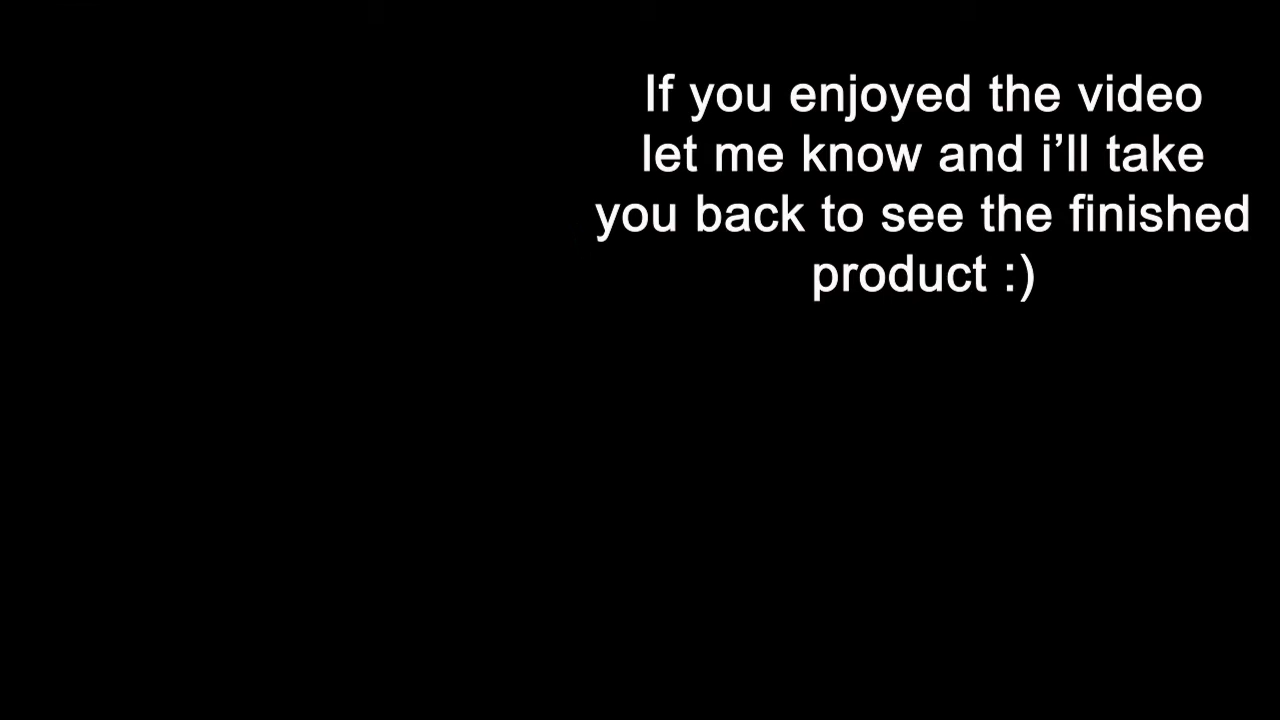 If you enjoyed the video
let me know and i’ll take
you back to see the finished
product :)